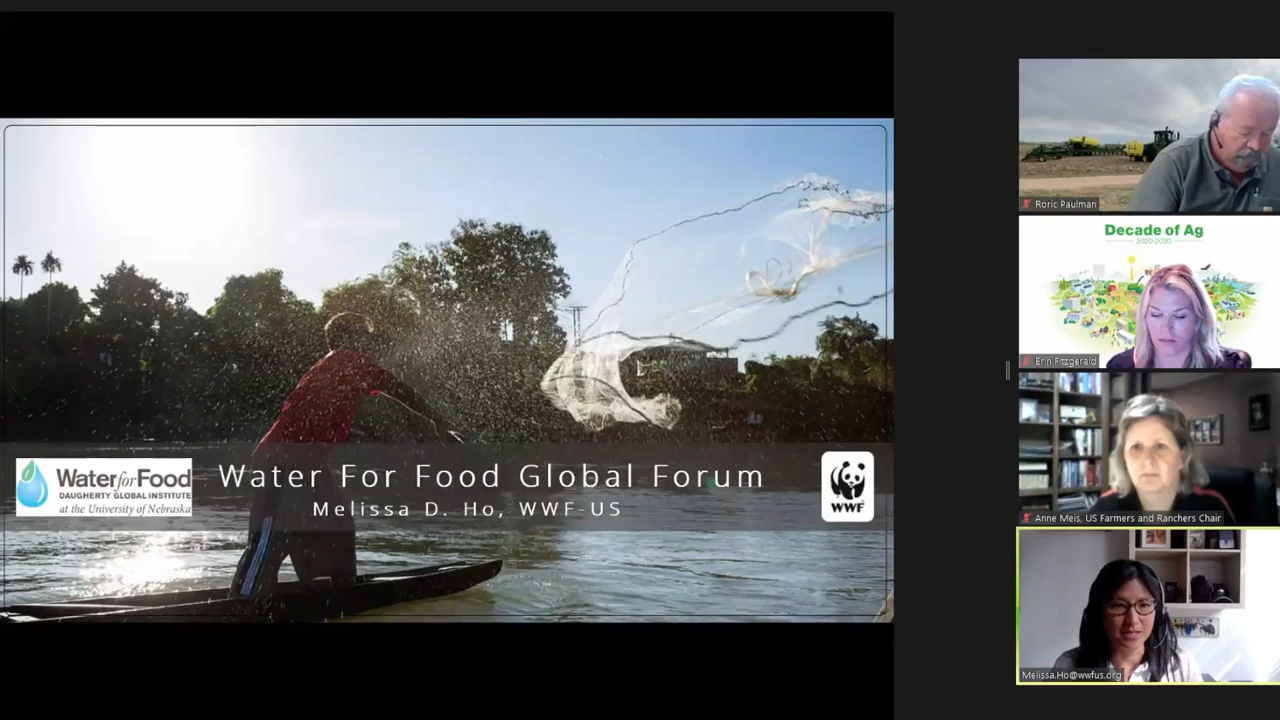 Water for Food
DAUGHERTY GLOBAL INSTITUTE
at the University of Nebraska
Water For Food Global Forum
Melissa D. Ho, WWF-US
WWF
Roric Paulman
Decade of Ag
2020-2030
Erin Fitzgerald
Anne Meis, US Farmers and Ranchers Chair
Melissa.Ho@wwfus.org